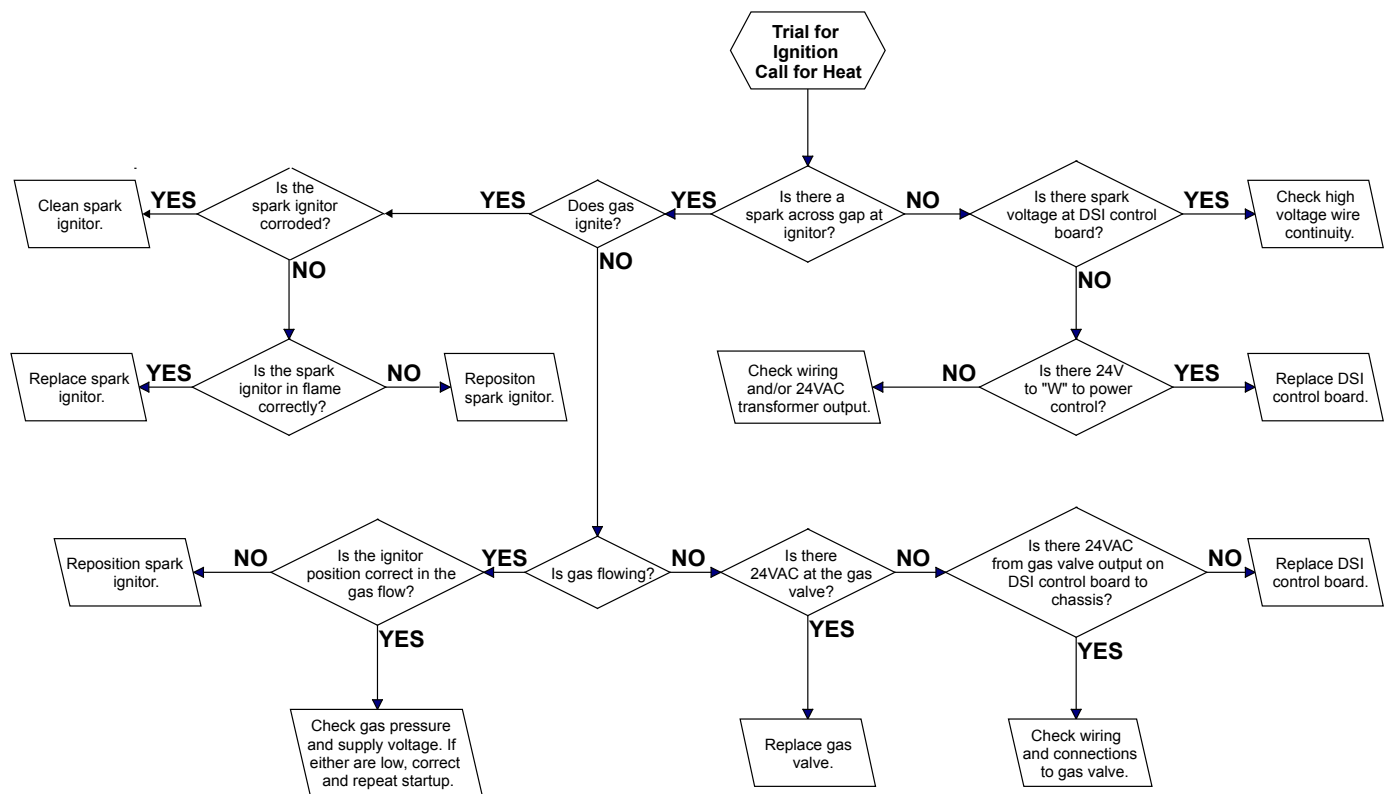 Trial for
Ignition
Call for Heat
Is there a
spark across gap at
ignitor?
YES
NO
Does gas
ignite?
YES
NO
Is the
spark ignitor
corroded?
YES
NO
Clean spark
ignitor.
Is the spark
ignitor in flame
correctly?
YES
NO
Replace spark
ignitor.
Repositon
spark ignitor.
Is there spark
voltage at DSI control
board?
YES
NO
Check high
voltage wire
continuity.
Is there 24V
to "W" to power
control?
NO
YES
Check wiring
and/or 24VAC
transformer output.
Replace DSI
control board.
Is gas flowing?
YES
NO
Is the ignitor
position correct in the
gas flow?
NO
YES
Reposition spark
ignitor.
Check gas pressure
and supply voltage. If
either are low, correct
and repeat startup.
Is there
24VAC at the gas
valve?
NO
YES
Replace gas
valve.
Is there 24VAC
from gas valve output on
DSI control board to
chassis?
NO
YES
Replace DSI
control board.
Check wiring
and connections
to gas valve.